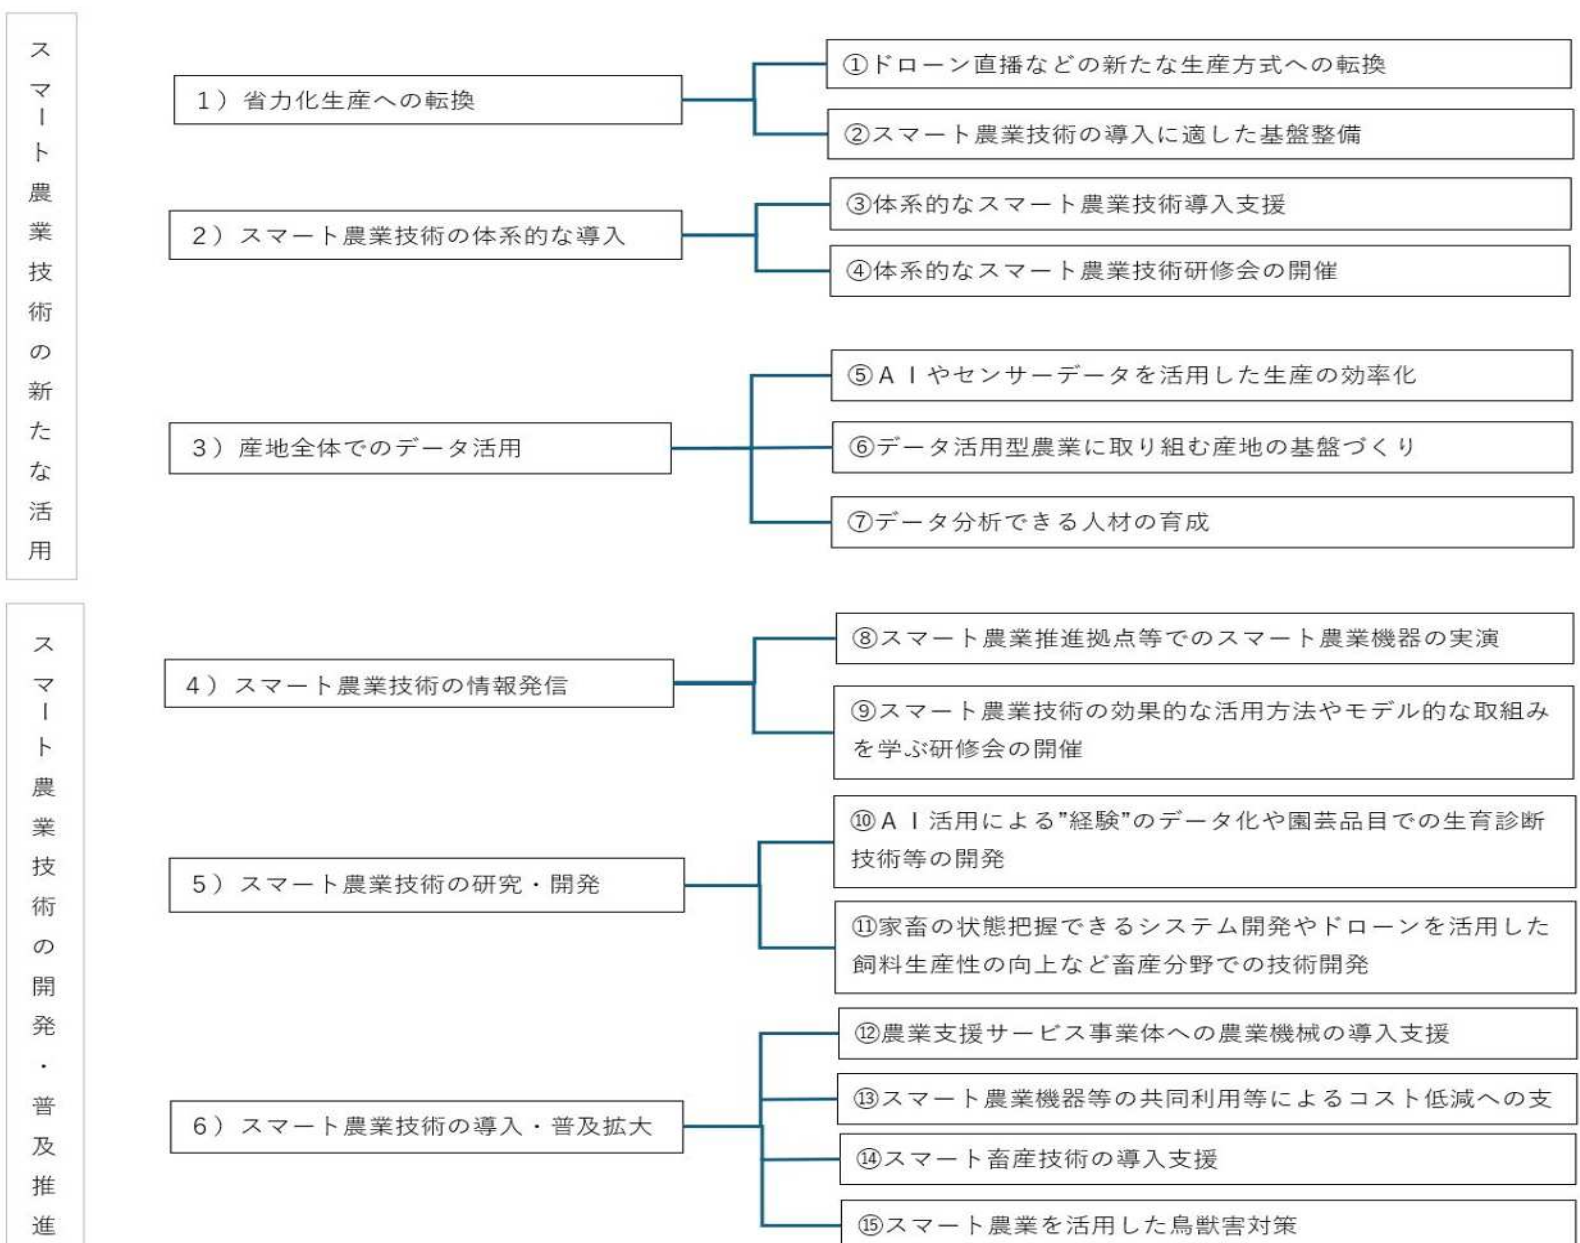 スマート農業技術の新たな活用
1）省力化生産への転換
①ドローン直播などの新たな生産方式への転換
②スマート農業技術の導入に適した基盤整備
2）スマート農業技術の体系的な導入
③体系的なスマート農業技術導入支援
④体系的なスマート農業技術研修会の開催
3）産地全体でのデータ活用
⑤ＡＩやセンサーデータを活用した生産の効率化
⑥データ活用型農業に取り組む産地の基盤づくり
⑦データ分析できる人材の育成
スマート農業技術の開発・普及推進
4）スマート農業技術の情報発信
⑧スマート農業推進拠点等でのスマート農業機器の実演
⑨スマート農業技術の効果的な活用方法やモデル的な取組み
を学ぶ研修会の開催
5）スマート農業技術の研究・開発
⑩ＡＩ活用による”経験”のデータ化や園芸品目での生育診断
技術等の開発
⑪家畜の状態把握できるシステム開発やドローンを活用した
飼料生産性の向上など畜産分野での技術開発
6）スマート農業技術の導入・普及拡大
⑫農業支援サービス事業体への農業機械の導入支援
⑬スマート農業機器等の共同利用等によるコスト低減への支
⑭スマート畜産技術の導入支援
⑮スマート農業を活用した鳥獣害対策